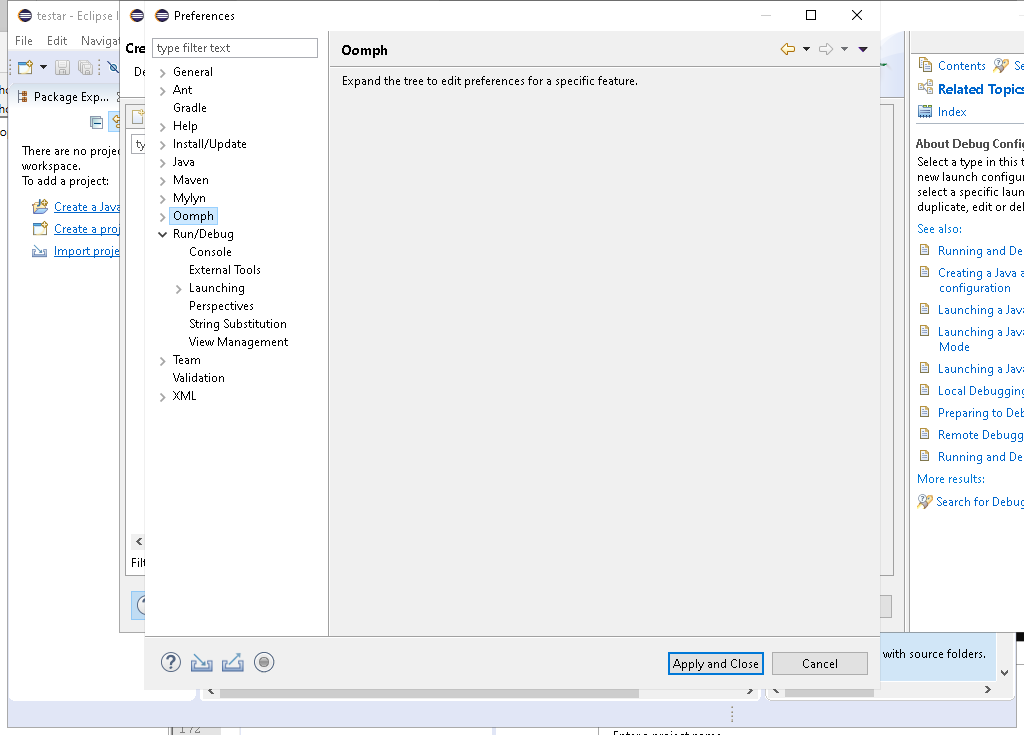 testar - Eclipse I
Preferences
File Edit Navigat
Cre
type filter text
Oomph
Contents Se
De
General
Expand the tree to edit preferences for a specific feature.
Ant
Related Topics
Package Exp...
Gradle
Index
Help
Install/Update
ty
About Debug Config
There are no projec
workspace.
To add a project:
Java
Select a type in this t
Maven
new launch configur
Mylyn
select a specific laun
Create a Java
Oomph
duplicate, edit or del
Create a proj
Run/Debug
See also:
Import proje
Console
Running and De
External Tools
Creating a Java a
configuration
Launching
Perspectives
Launching a Java
String Substitution
Launching a Java
Mode
View Management
Team
Launching a Java
Validation
Local Debugging
XML
Preparing to Deb
Remote Debugg
Running and De
More results:
Search for Debug
Filt
with source folders.
Apply and Close
Cancel
172
Enter a project name